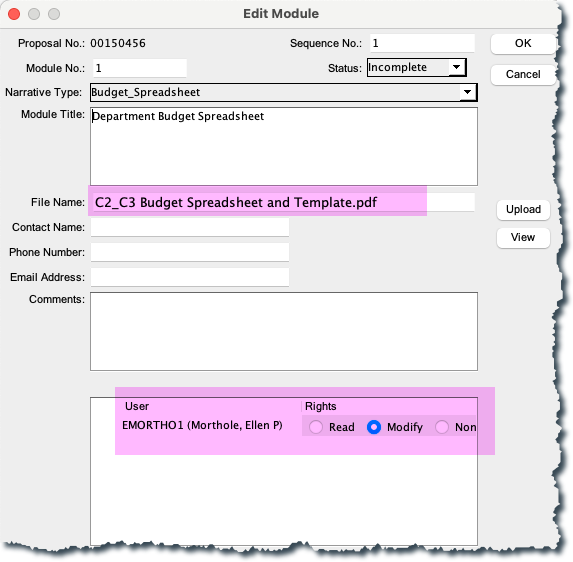 Edit Module
Proposal No.: 00150456 Sequence No.: 1 OK
Module No.: 1 Status: Incomplete Cancel
Narrative Type: Budget_Spreadsheet
Module Title: Department Budget Spreadsheet
File Name: C2_C3 Budget Spreadsheet and Template.pdf Upload
Contact Name: View
Phone Number:
Email Address:
Comments:
User Rights
EMORTHO1 (Morthole, Ellen P) Read Modify Non